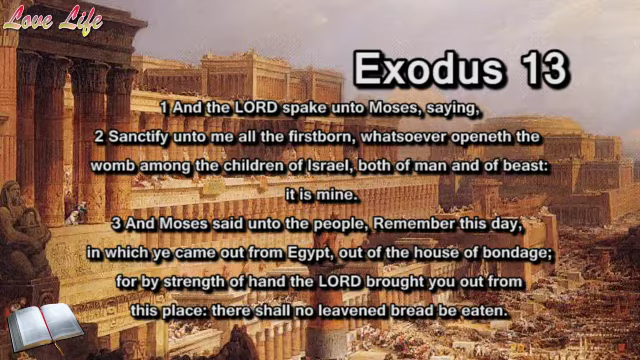 Love Life
Exodus 13
1 And the LORD spake unto Moses, saying,
2 Sanctify unto me all the firstborn, whatsoever openeth the
womb among the children of Israel, both of man and of beast:
it is mine.
3 And Moses said unto the people, Remember this day,
in which ye came out from Egypt, out of the house of bondage;
for by strength of hand the LORD brought you out from
this place: there shall no leavened bread be eaten.